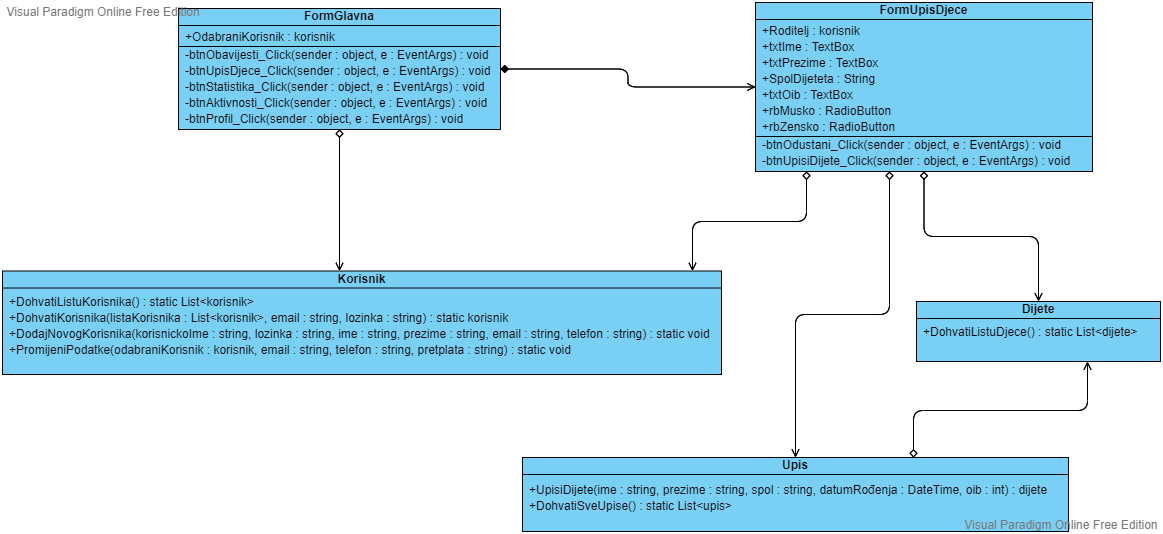 Visual Paradigm Online Free Edition
FormGlavna
+OdabraniKorisnik : korisnik
-btnObavijesti_Click(sender : object, e : EventArgs) : void
-btnUpisDjece_Click(sender : object, e : EventArgs) : void
-btnStatistika_Click(sender : object, e : EventArgs) : void
-btnAktivnosti_Click(sender : object, e : EventArgs) : void
-btnProfil_Click(sender : object, e : EventArgs) : void
FormUpisDjece
+Roditelj : korisnik
+txtIme : TextBox
+txtPrezime : TextBox
+SpolDijeteta : String
+txtOib : TextBox
+rbMusko : RadioButton
+rbZensko : RadioButton
-btnOdustani_Click(sender : object, e : EventArgs) : void
-btnUpisiDijete_Click(sender : object, e : EventArgs) : void
Korisnik
+DohvatiListuKorisnika() : static List<korisnik>
+DohvatiKorisnika(listaKorisnika : List<korisnik>, email : string, lozinka : string) : static korisnik
+DodajNovogKorisnika(korisnickoIme : string, lozinka : string, ime : string, prezime : string, email : string, telefon : string) : static void
+PromijeniPodatke(odabraniKorisnik : korisnik, email : string, telefon : string, pretplata : string) : static void
Dijete
+DohvatiListuDjece() : static List<dijete>
Upis
+UpisiDijete(ime : string, prezime : string, spol : string, datumRođenja : DateTime, oib : int) : dijete
+DohvatiSveUpise() : static List<upis>
Visual Paradigm Online Free Edition